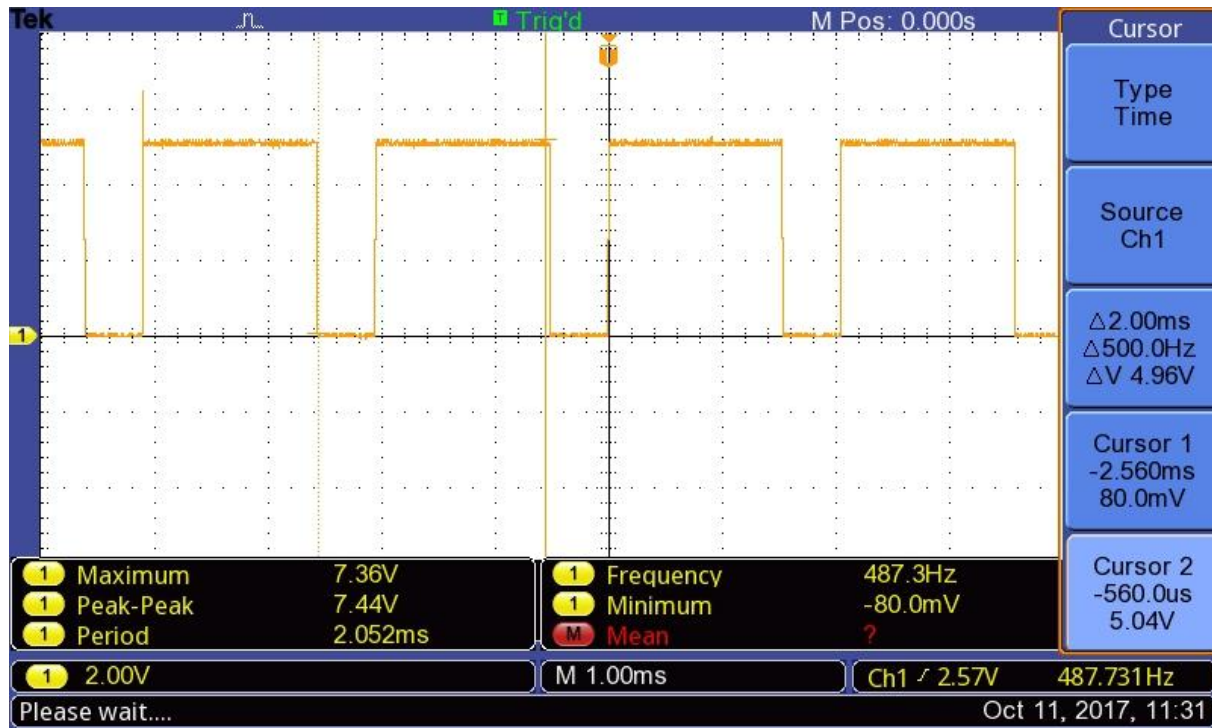 Tek Trig'd M Pos: 0.000s
T
1
Cursor
Type
Time
Source
Ch1
△2.00ms
△500.0Hz
△V 4.96V
Cursor 1
-2.560ms
80.0mV
Cursor 2
-560.0us
5.04V
1 Maximum 7.36V
1 Peak-Peak 7.44V
1 Period 2.052ms
1 Frequency 487.3Hz
1 Minimum -80.0mV
M Mean ?
1 2.00V M 1.00ms Ch1 2.57V 487.731Hz
Please wait.... Oct 11, 2017, 11:31